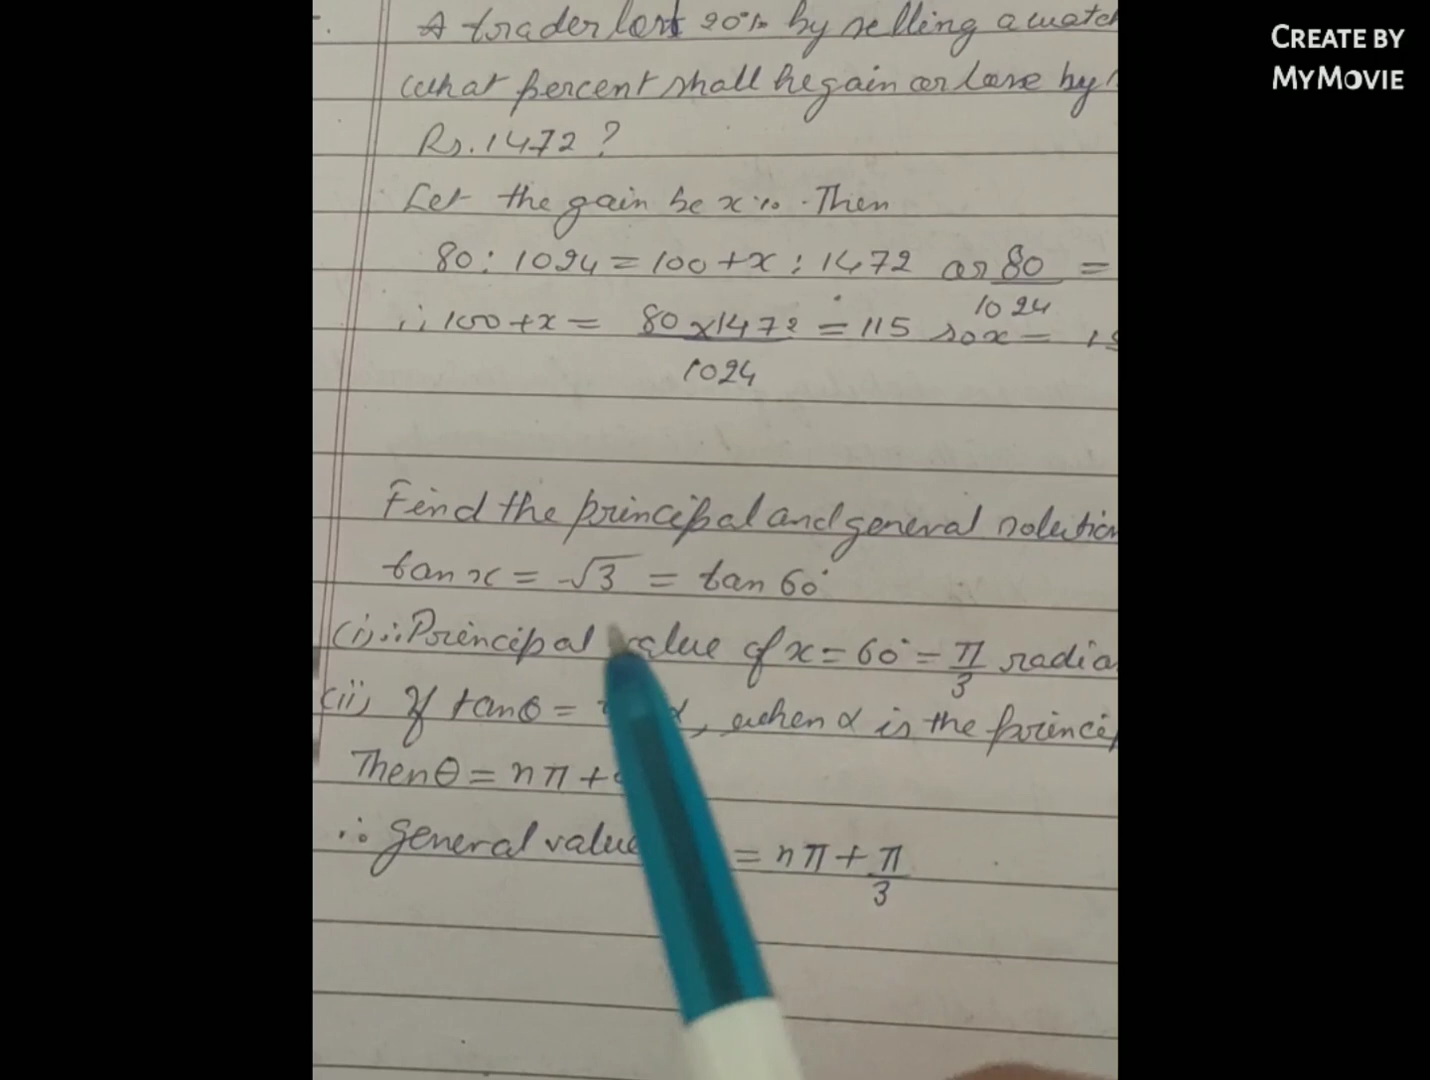 A trader lost 20% by selling a watch
what percent shall he gain or lose by
Rs. 1472 ?
Let the gain be x%. Then
80 : 1024 = 100 + x : 1472 or 80/1024 =
∴ 100 + x = 80 × 1472/1024 = 115 so x = 15
Find the principal and general solution
tan x = √3 = tan 60°
(i) ∴ Principal value of x = 60° = π/3 radia
(ii) If tan θ = α, when α is the princip
Then θ = nπ +
∴ general value = nπ + π/3
CREATE BY
MYMOVIE